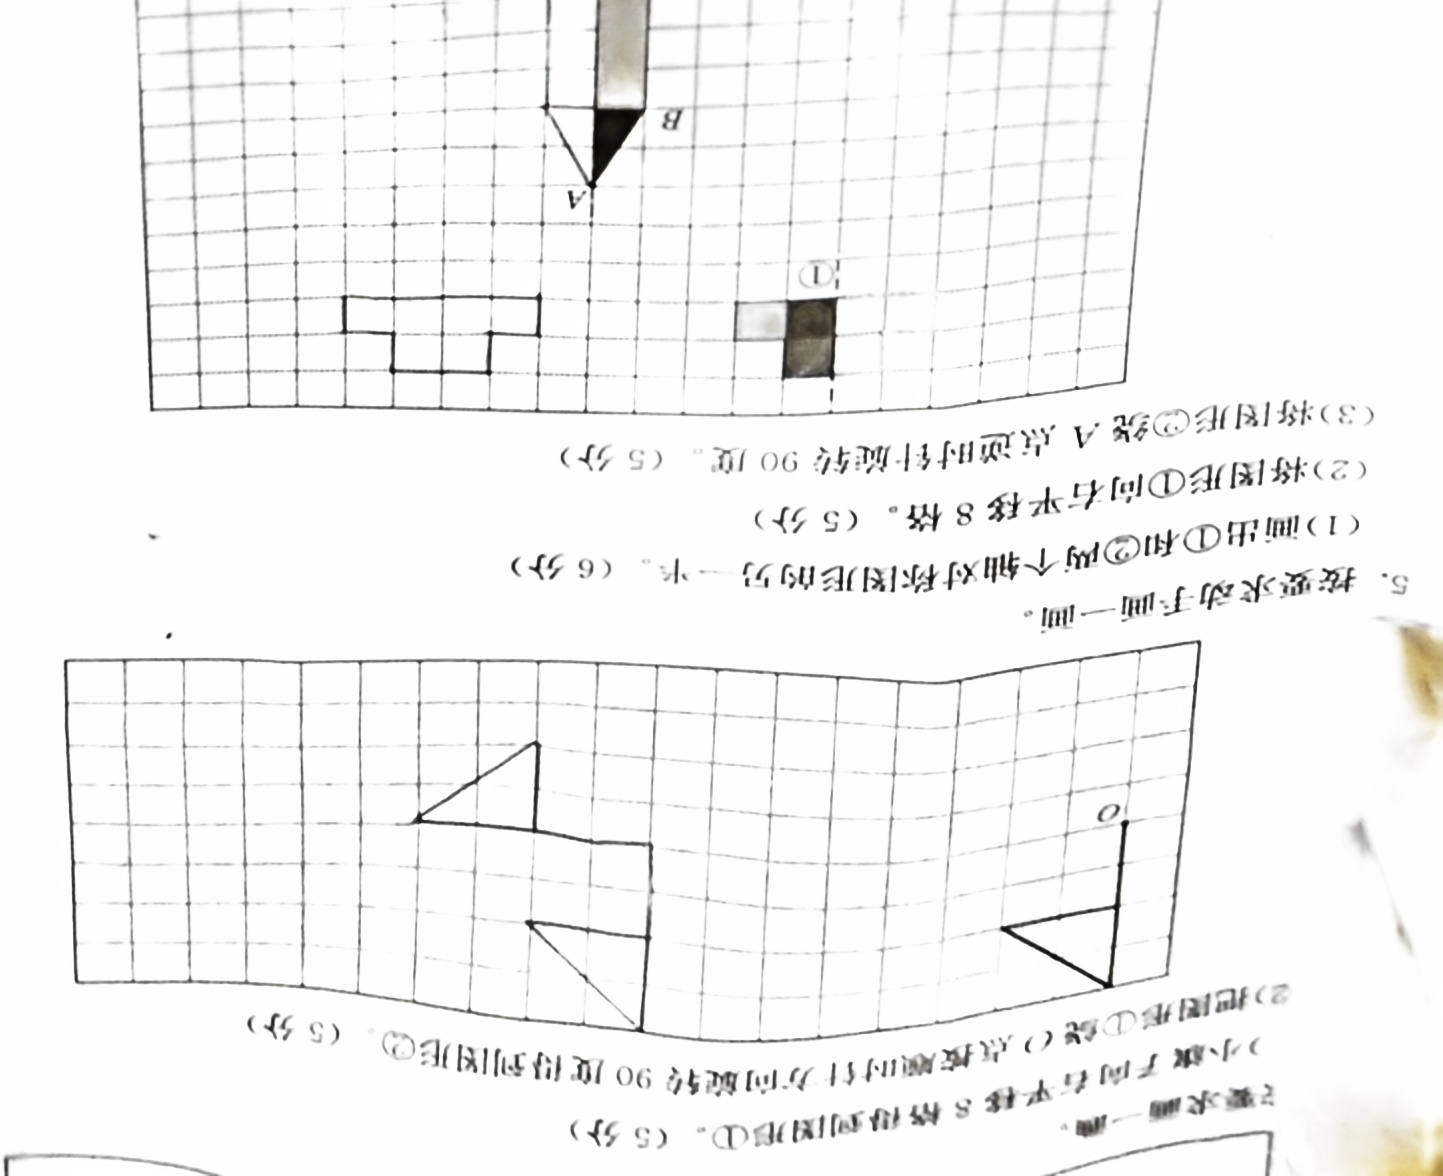 要求画一画。
)小旗子向右平移 8 格得到图形①。（5 分）
2)把图形①绕 O 点按顺时针方向旋转 90 度得到图形②。（5 分）
O
5. 按要求动手画一画。
(1)画出①和②两个轴对称图形的另一半。（6 分）
(2)将图形①向右平移 8 格。（5 分）
(3)将图形②绕 A 点逆时针旋转 90 度。（5 分）
①
A
B